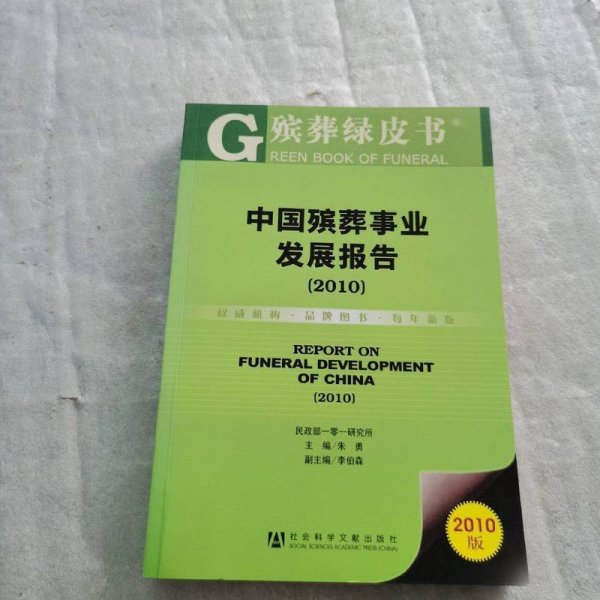 殡葬绿皮书®
GREEN BOOK OF FUNERAL
中国殡葬事业
发展报告
(2010)
权威机构·品牌图书·每年新版
REPORT ON
FUNERAL DEVELOPMENT
OF CHINA
(2010)
民政部一零一研究所
主 编/朱 勇
副主编/李伯森
社会科学文献出版社
SOCIAL SCIENCES ACADEMIC PRESS (CHINA)
2010
版